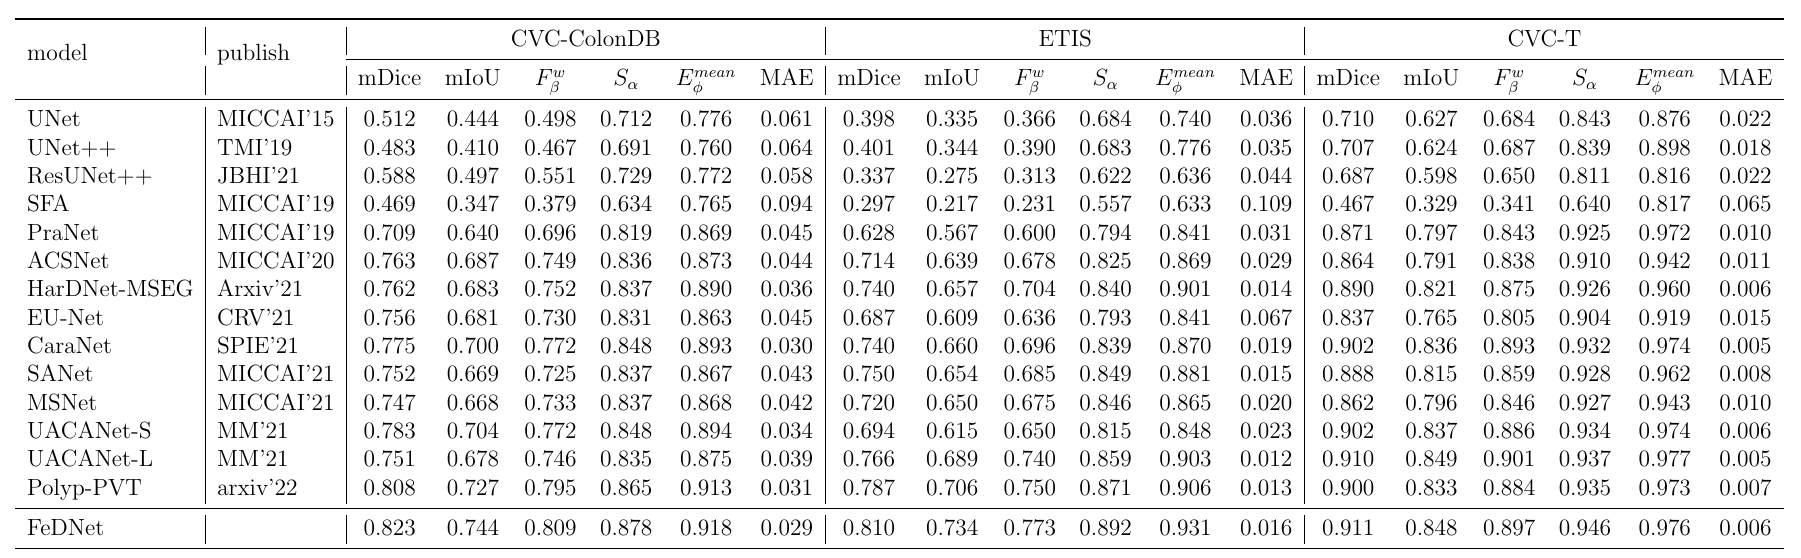 model publish CVC-ColonDB ETIS CVC-T
mDice mIoU $F_{\beta}^{w}$ $S_{\alpha}$ $E_{\phi}^{mean}$ MAE mDice mIoU $F_{\beta}^{w}$ $S_{\alpha}$ $E_{\phi}^{mean}$ MAE mDice mIoU $F_{\beta}^{w}$ $S_{\alpha}$ $E_{\phi}^{mean}$ MAE
UNet MICCAI'15 0.512 0.444 0.498 0.712 0.776 0.061 0.398 0.335 0.366 0.684 0.740 0.036 0.710 0.627 0.684 0.843 0.876 0.022
UNet++ TMI'19 0.483 0.410 0.467 0.691 0.760 0.064 0.401 0.344 0.390 0.683 0.776 0.035 0.707 0.624 0.687 0.839 0.898 0.018
ResUNet++ JBHI'21 0.588 0.497 0.551 0.729 0.772 0.058 0.337 0.275 0.313 0.622 0.636 0.044 0.687 0.598 0.650 0.811 0.816 0.022
SFA MICCAI'19 0.469 0.347 0.379 0.634 0.765 0.094 0.297 0.217 0.231 0.557 0.633 0.109 0.467 0.329 0.341 0.640 0.817 0.065
PraNet MICCAI'19 0.709 0.640 0.696 0.819 0.869 0.045 0.628 0.567 0.600 0.794 0.841 0.031 0.871 0.797 0.843 0.925 0.972 0.010
ACSNet MICCAI'20 0.763 0.687 0.749 0.836 0.873 0.044 0.714 0.639 0.678 0.825 0.869 0.029 0.864 0.791 0.838 0.910 0.942 0.011
HarDNet-MSEG Arxiv'21 0.762 0.683 0.752 0.837 0.890 0.036 0.740 0.657 0.704 0.840 0.901 0.014 0.890 0.821 0.875 0.926 0.960 0.006
EU-Net CRV'21 0.756 0.681 0.730 0.831 0.863 0.045 0.687 0.609 0.636 0.793 0.841 0.067 0.837 0.765 0.805 0.904 0.919 0.015
CaraNet SPIE'21 0.775 0.700 0.772 0.848 0.893 0.030 0.740 0.660 0.696 0.839 0.870 0.019 0.902 0.836 0.893 0.932 0.974 0.005
SANet MICCAI'21 0.752 0.669 0.725 0.837 0.867 0.043 0.750 0.654 0.685 0.849 0.881 0.015 0.888 0.815 0.859 0.928 0.962 0.008
MSNet MICCAI'21 0.747 0.668 0.733 0.837 0.868 0.042 0.720 0.650 0.675 0.846 0.865 0.020 0.862 0.796 0.846 0.927 0.943 0.010
UACANet-S MM'21 0.783 0.704 0.772 0.848 0.894 0.034 0.694 0.615 0.650 0.815 0.848 0.023 0.902 0.837 0.886 0.934 0.974 0.006
UACANet-L MM'21 0.751 0.678 0.746 0.835 0.875 0.039 0.766 0.689 0.740 0.859 0.903 0.012 0.910 0.849 0.901 0.937 0.977 0.005
Polyp-PVT arxiv'22 0.808 0.727 0.795 0.865 0.913 0.031 0.787 0.706 0.750 0.871 0.906 0.013 0.900 0.833 0.884 0.935 0.973 0.007
FeDNet 0.823 0.744 0.809 0.878 0.918 0.029 0.810 0.734 0.773 0.892 0.931 0.016 0.911 0.848 0.897 0.946 0.976 0.006